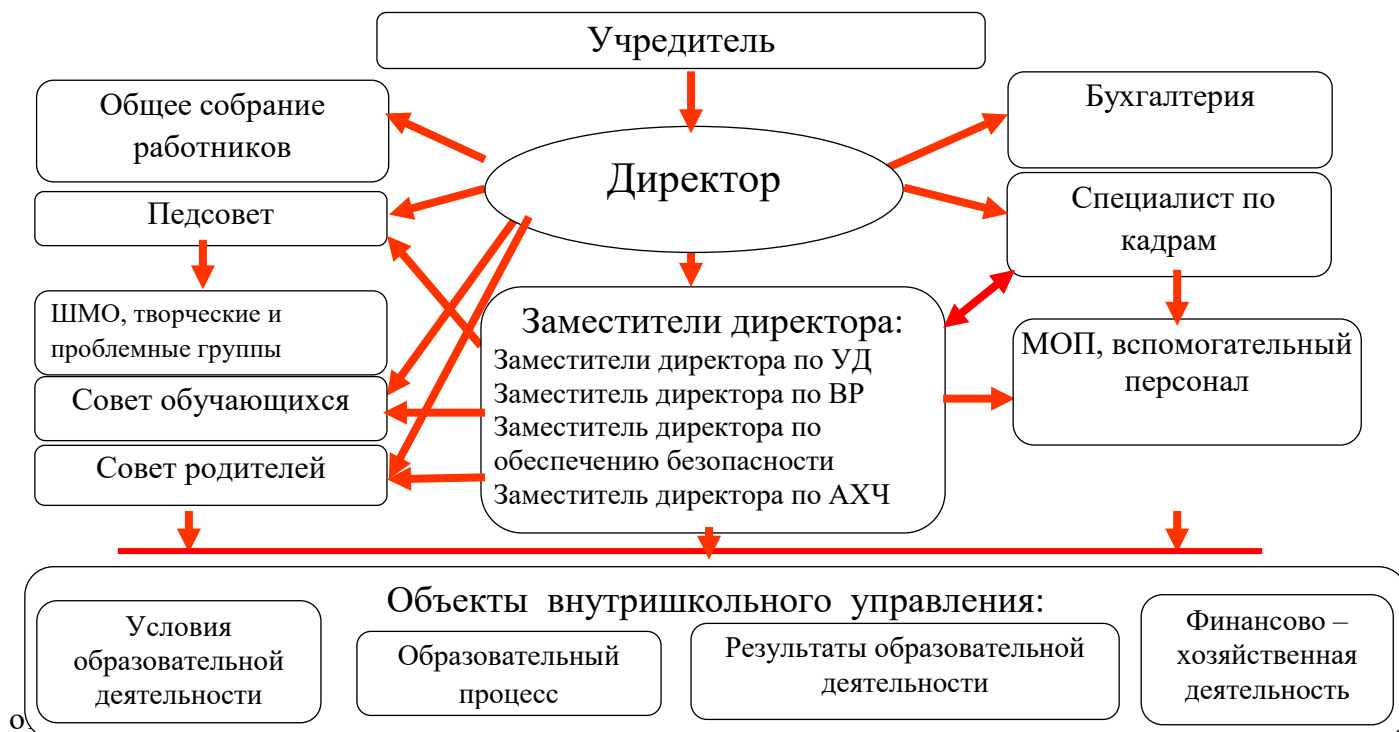 Учредитель
Общее собрание
работников
Бухгалтерия
Директор
Педсовет
Специалист по
кадрам
ШМО, творческие и
проблемные группы
Совет обучающихся
Совет родителей
Заместители директора:
Заместители директора по УД
Заместитель директора по ВР
Заместитель директора по
обеспечению безопасности
Заместитель директора по АХЧ
МОП, вспомогательный
персонал
Объекты внутришкольного управления:
Условия
образовательной
деятельности
Образовательный
процесс
Результаты образовательной
деятельности
Финансово –
хозяйственная
деятельность